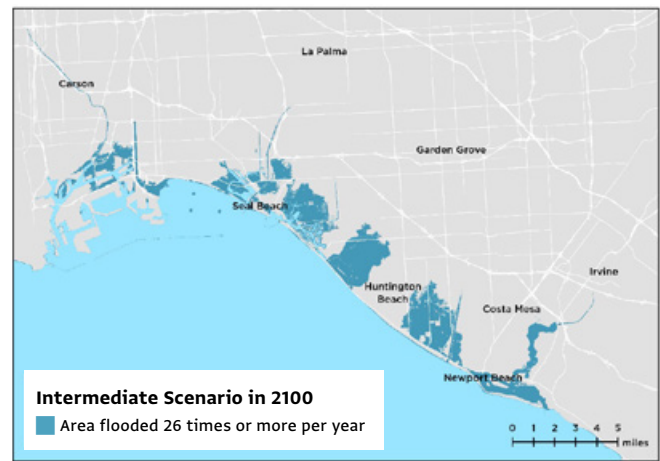 La Palma
Carson
Garden Grove
Seal Beach
Irvine
Huntington
Beach
Costa Mesa
Newport Beach
Intermediate Scenario in 2100
Area flooded 26 times or more per year
0 1 2 3 4 5
miles